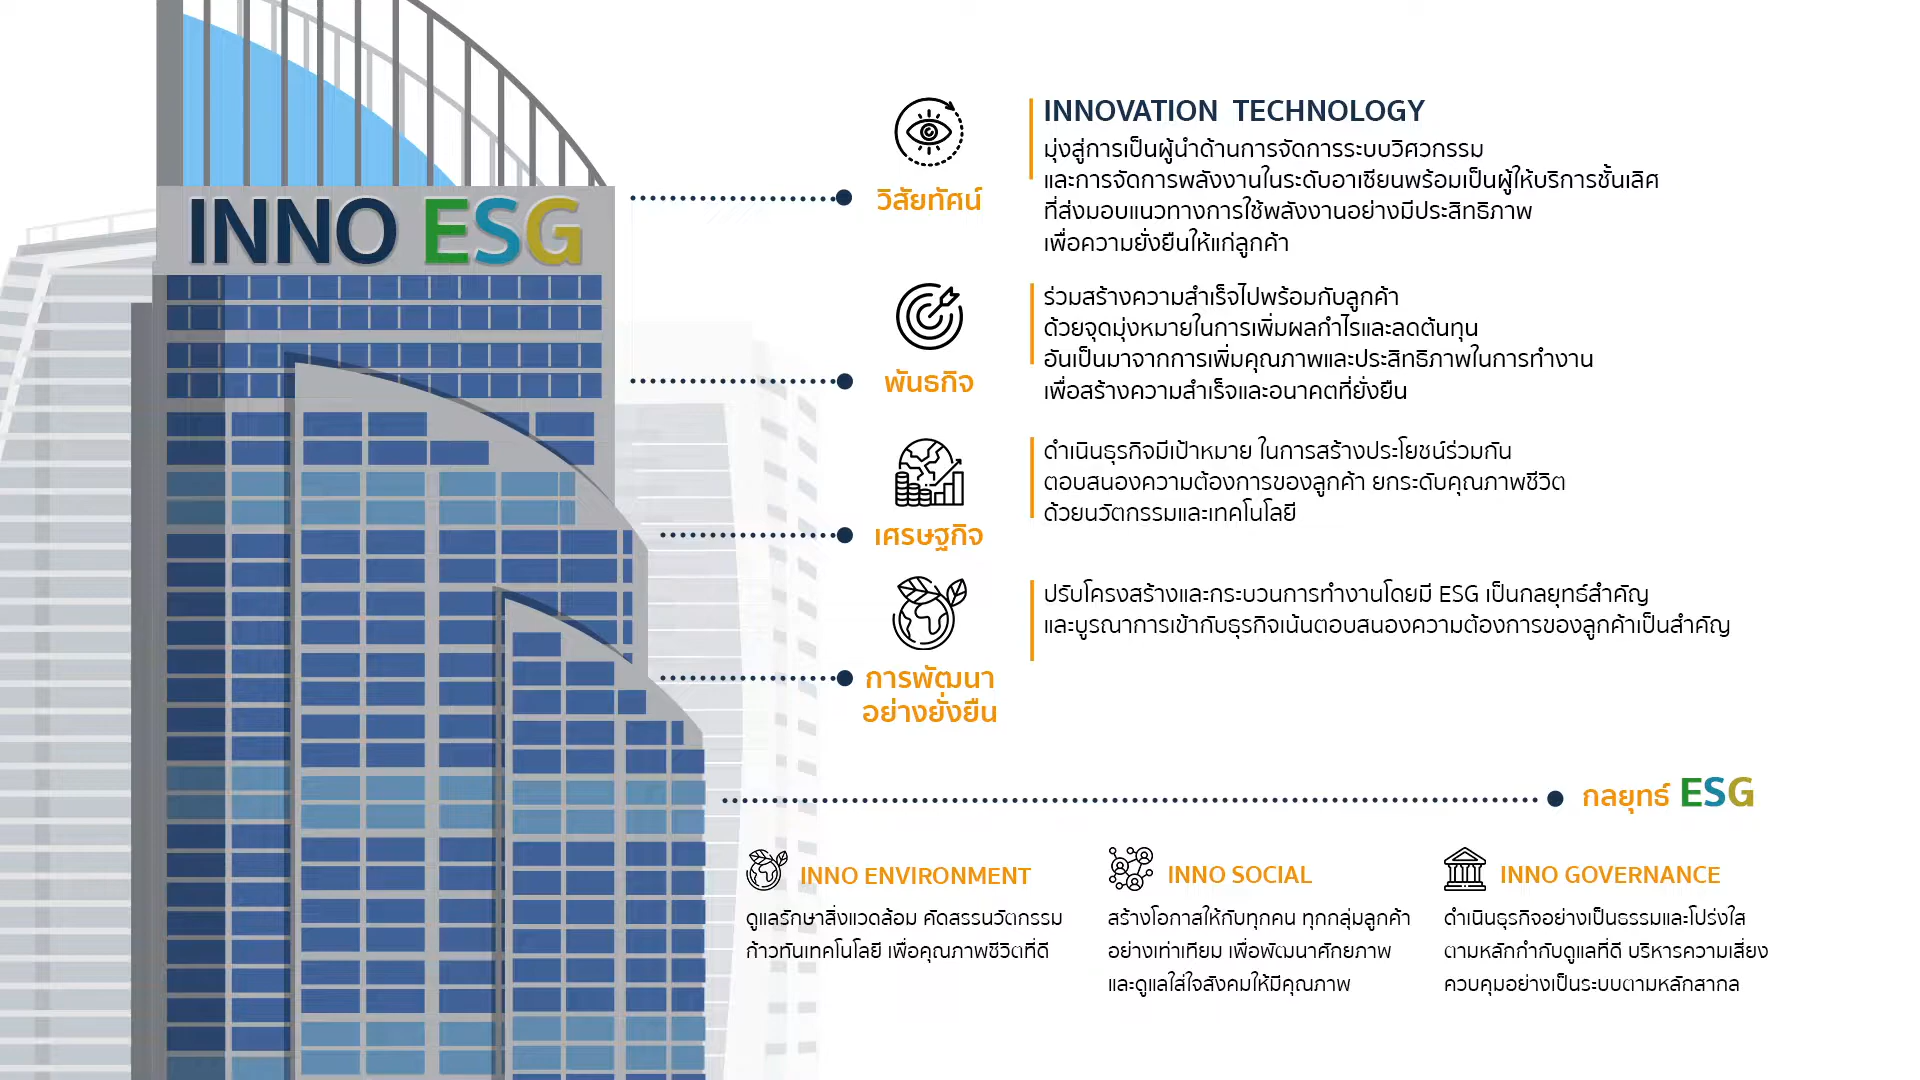 INNO ESG
วิสัยทัศน์
INNOVATION TECHNOLOGY
มุ่งสู่การเป็นผู้นำด้านการจัดการระบบวิศวกรรม
และการจัดการพลังงานในระดับอาเซียนพร้อมเป็นผู้ให้บริการชั้นเลิศ
ที่ส่งมอบแนวทางการใช้พลังงานอย่างมีประสิทธิภาพ
เพื่อความยั่งยืนให้แก่ลูกค้า
พันธกิจ
ร่วมสร้างความสำเร็จไปพร้อมกับลูกค้า
ด้วยจุดมุ่งหมายในการเพิ่มผลกำไรและลดต้นทุน
อันเป็นมาจากการเพิ่มคุณภาพและประสิทธิภาพในการทำงาน
เพื่อสร้างความสำเร็จและอนาคตที่ยั่งยืน
เศรษฐกิจ
ดำเนินธุรกิจมีเป้าหมาย ในการสร้างประโยชน์ร่วมกัน
ตอบสนองความต้องการของลูกค้า ยกระดับคุณภาพชีวิต
ด้วยนวัตกรรมและเทคโนโลยี
การพัฒนา
อย่างยั่งยืน
ปรับโครงสร้างและกระบวนการทำงานโดยมี ESG เป็นกลยุทธ์สำคัญ
และบูรณาการเข้ากับธุรกิจเน้นตอบสนองความต้องการของลูกค้าเป็นสำคัญ
กลยุทธ์ ESG
INNO ENVIRONMENT
ดูแลรักษาสิ่งแวดล้อม คัดสรรนวัตกรรม
ก้าวทันเทคโนโลยี เพื่อคุณภาพชีวิตที่ดี
INNO SOCIAL
สร้างโอกาสให้กับทุกคน ทุกกลุ่มลูกค้า
อย่างเท่าเทียม เพื่อพัฒนาศักยภาพ
และดูแลใส่ใจสังคมให้มีคุณภาพ
INNO GOVERNANCE
ดำเนินธุรกิจอย่างเป็นธรรมและโปร่งใส
ตามหลักกำกับดูแลที่ดี บริหารความเสี่ยง
ควบคุมอย่างเป็นระบบตามหลักสากล